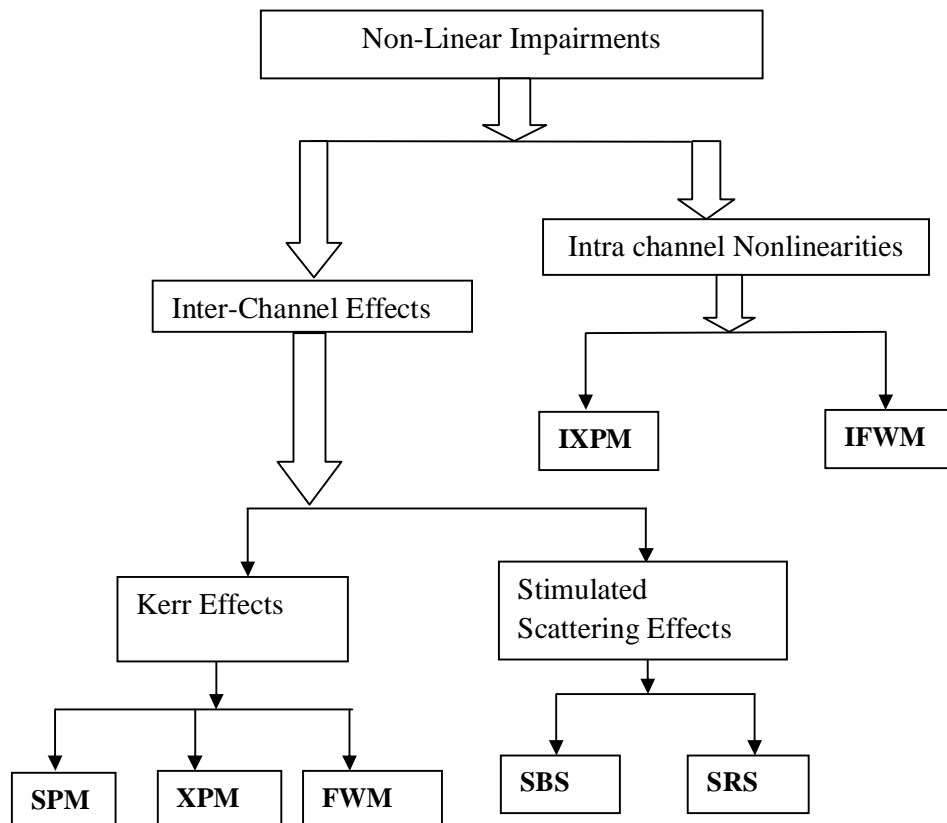 Non-Linear Impairments
Intra channel Nonlinearities
Inter-Channel Effects
IXPM
IFWM
Kerr Effects
Stimulated
Scattering Effects
SPM
XPM
FWM
SBS
SRS